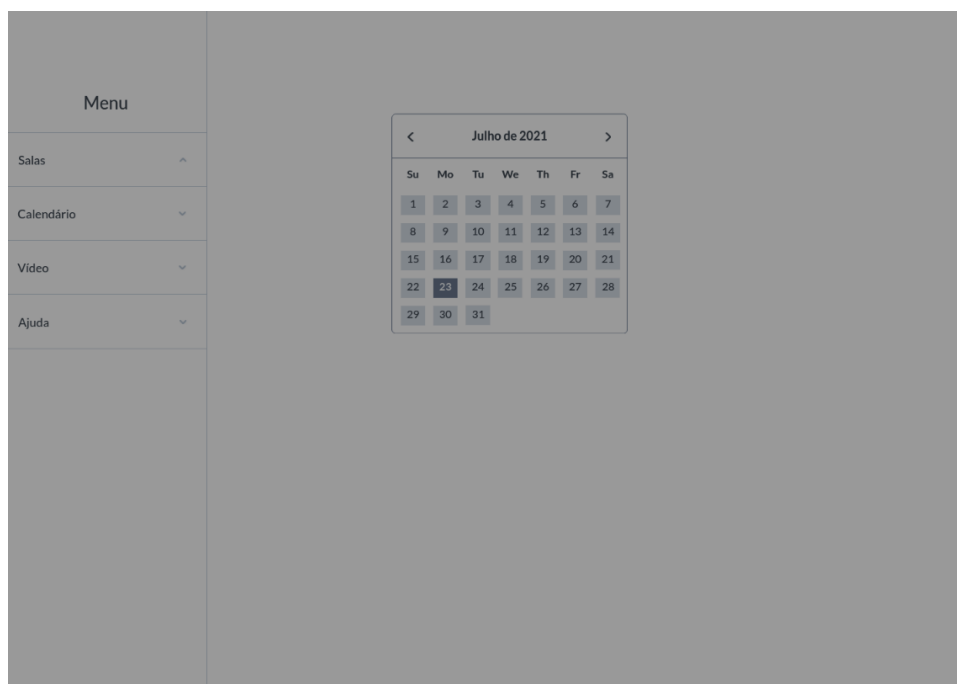 Menu
Salas
Calendário
Vídeo
Ajuda
Julho de 2021
Su Mo Tu We Th Fr Sa
1 2 3 4 5 6 7
8 9 10 11 12 13 14
15 16 17 18 19 20 21
22 23 24 25 26 27 28
29 30 31